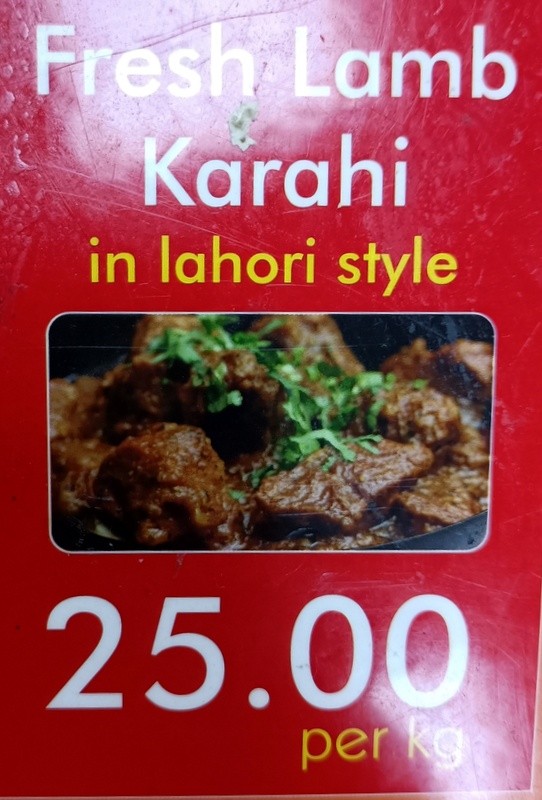 Fresh Lamb
Karahi
in lahori style
25.00
per kg